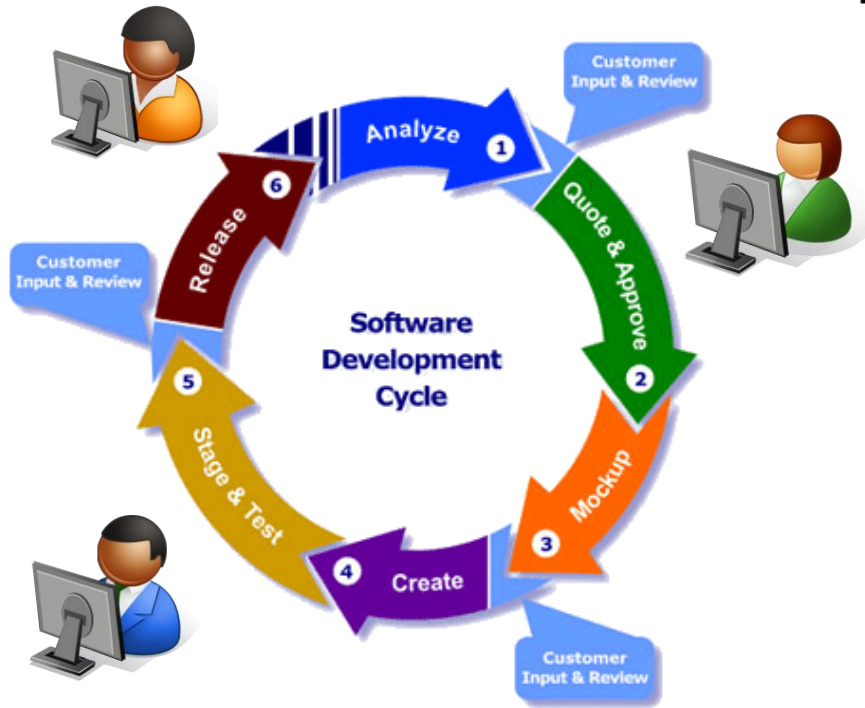 Customer
Input & Review
Analyze 1
Quote & Approve
2
Mockup
3
Customer
Input & Review
Create
4
Stage & Test
5
Customer
Input & Review
Release
6
Software
Development
Cycle